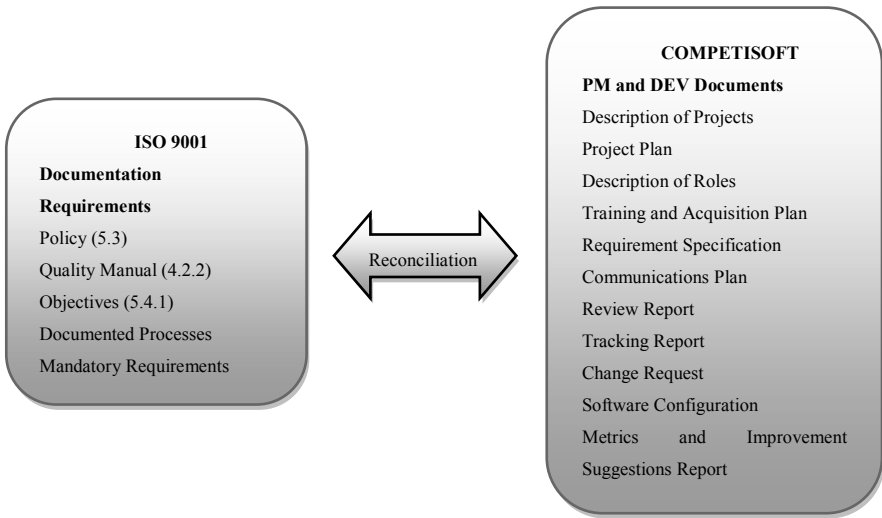 ISO 9001
Documentation
Requirements
Policy (5.3)
Quality Manual (4.2.2)
Objectives (5.4.1)
Documented Processes
Mandatory Requirements
Reconciliation
COMPETISOFT
PM and DEV Documents
Description of Projects
Project Plan
Description of Roles
Training and Acquisition Plan
Requirement Specification
Communications Plan
Review Report
Tracking Report
Change Request
Software Configuration
Metrics and Improvement
Suggestions Report